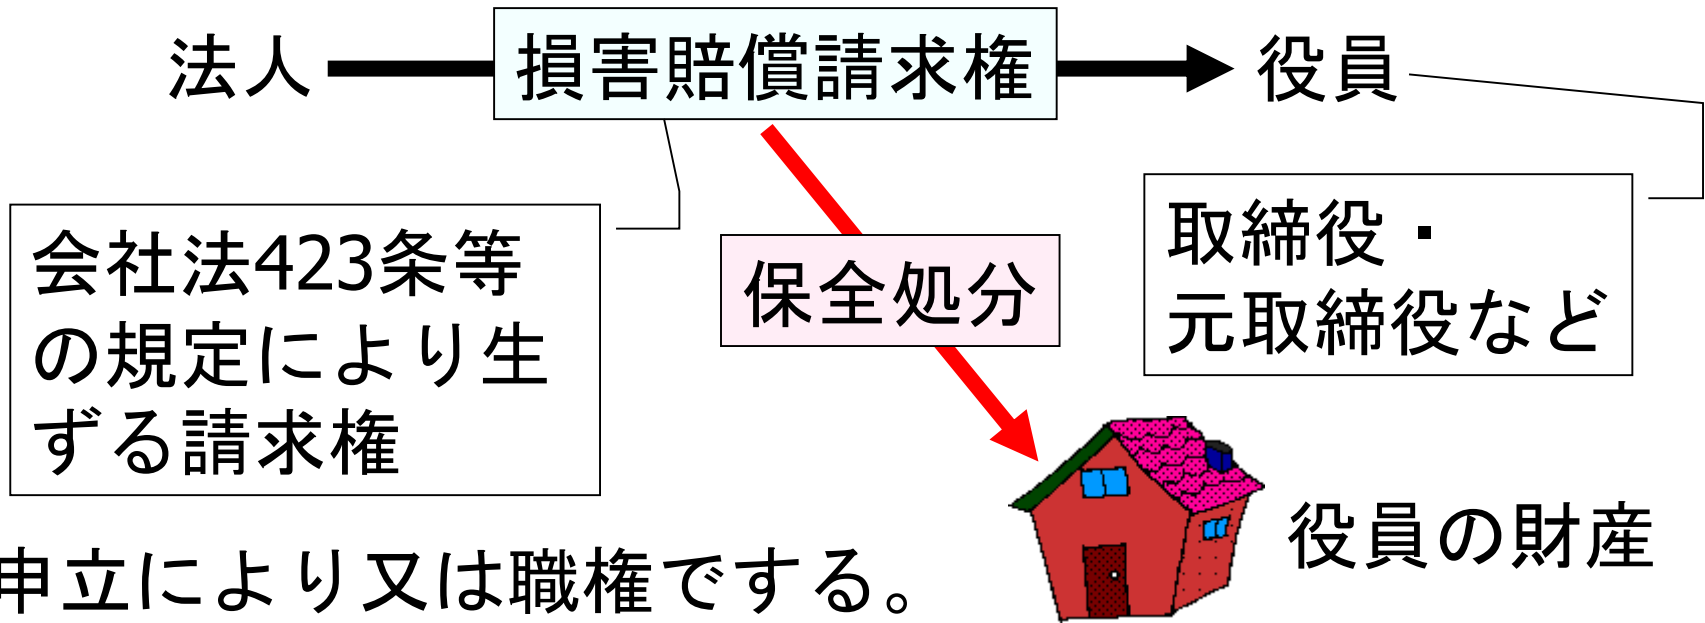 法人
損害賠償請求権
役員
会社法423条等
の規定により生
ずる請求権
保全処分
取締役・
元取締役など
役員の財産
申立により又は職権でする。